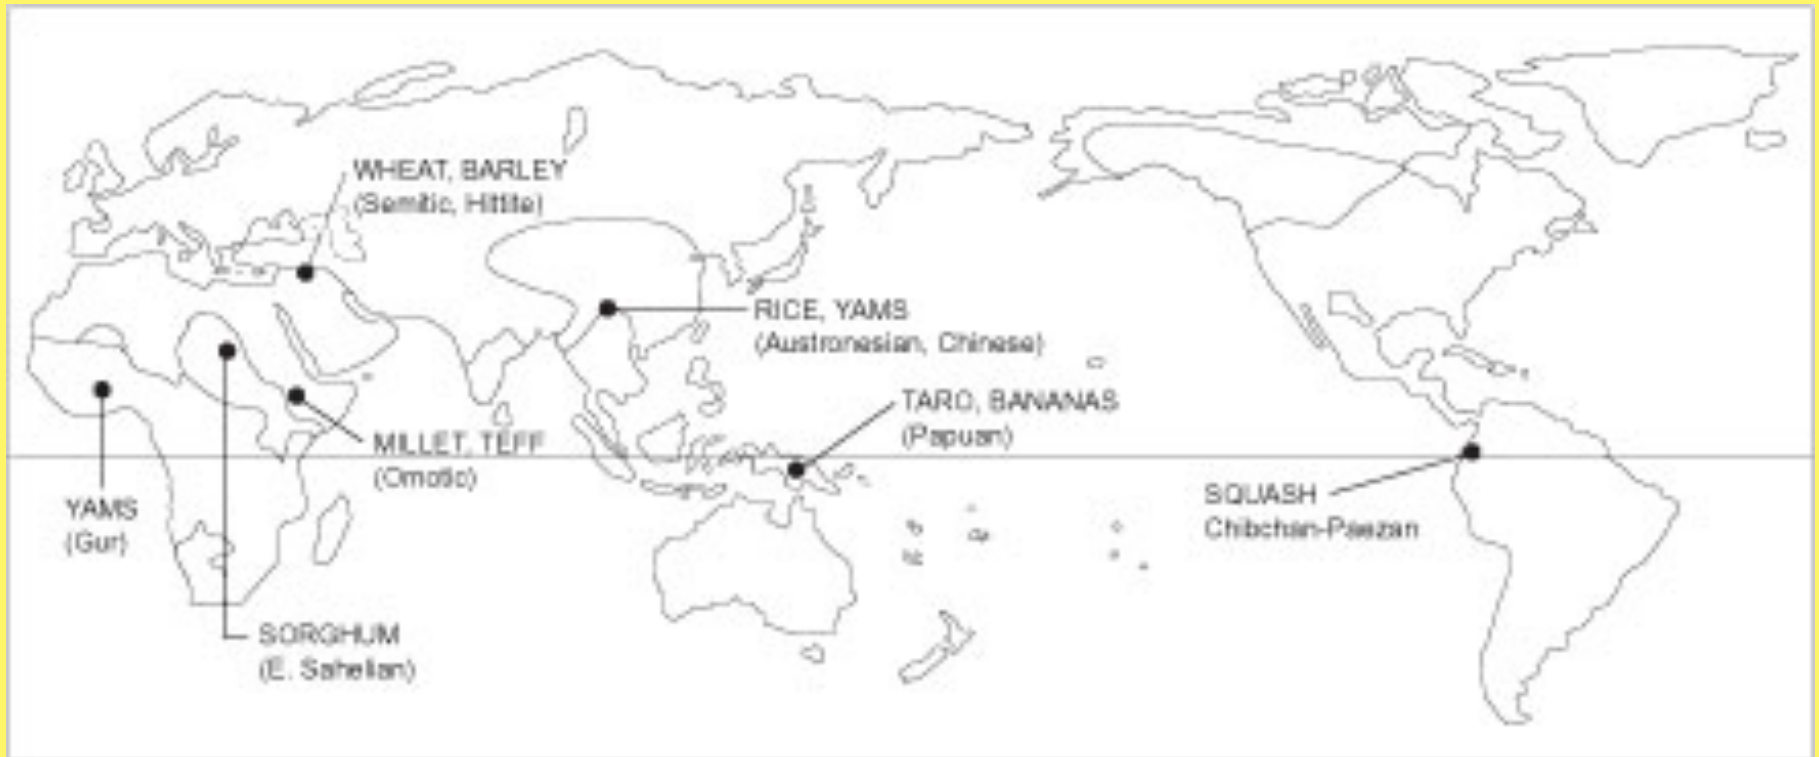 WHEAT, BARLEY
(Semitic, Hittite)
RICE, YAMS
(Austronesian, Chinese)
TARO, BANANAS
(Papuan)
MILLET, TEFF
(Omotic)
SQUASH
Chibchan-Paezan
YAMS
(Gur)
SORGHUM
(E. Sahelian)